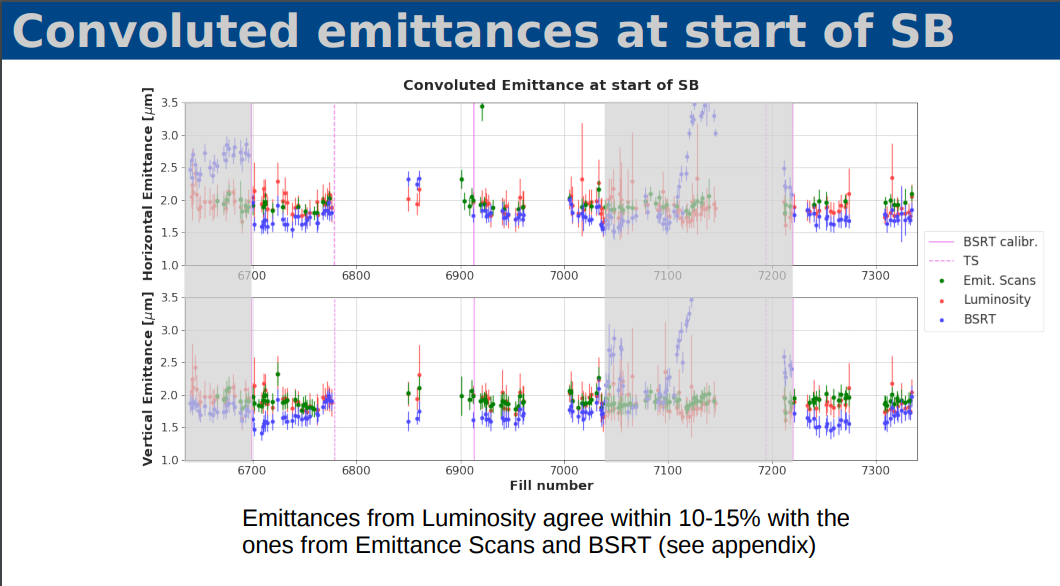 Convoluted emittances at start of SB
Convoluted Emittance at start of SB
Horizontal Emittance [μm]
3.5
3.0
2.5
2.0
1.5
1.0
6700 6800 6900 7000 7100 7200 7300
Vertical Emittance [μm]
3.5
3.0
2.5
2.0
1.5
1.0
6700 6800 6900 7000 7100 7200 7300
Fill number
BSRT calibr.
TS
Emit. Scans
Luminosity
BSRT
Emittances from Luminosity agree within 10-15% with the
ones from Emittance Scans and BSRT (see appendix)